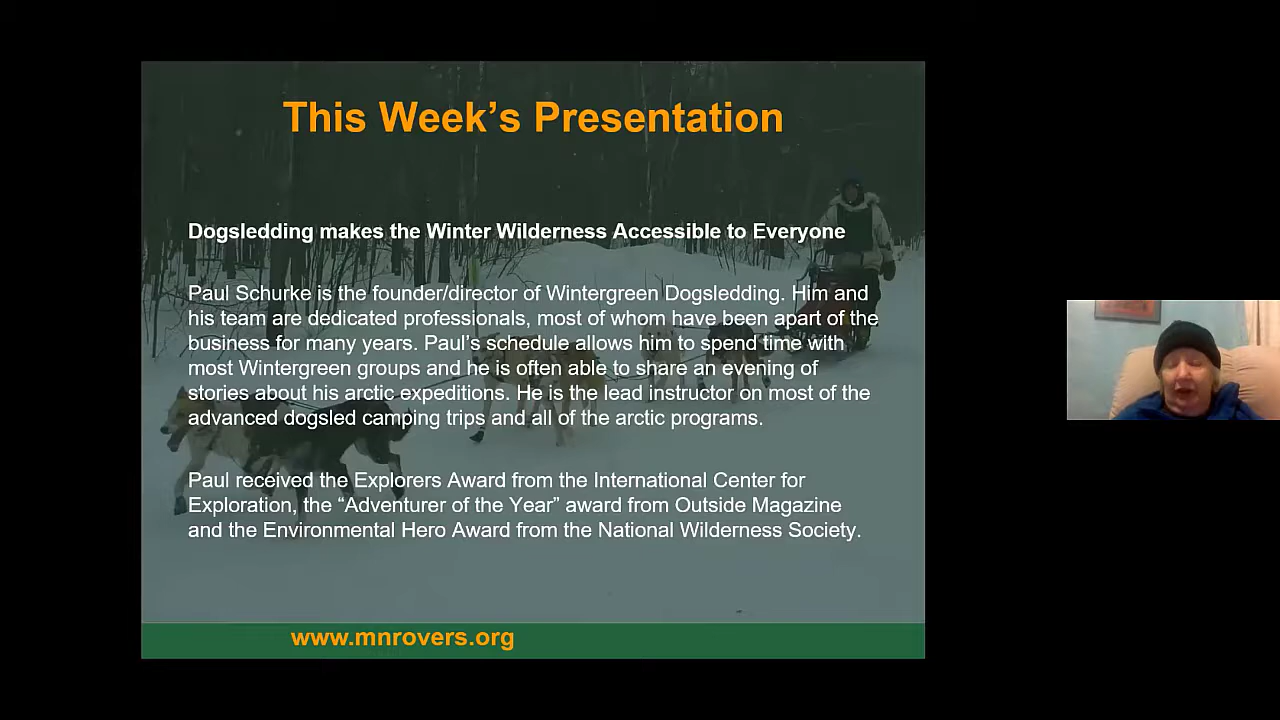 This Week’s Presentation
Dogsledding makes the Winter Wilderness Accessible to Everyone
Paul Schurke is the founder/director of Wintergreen Dogsledding. Him and
his team are dedicated professionals, most of whom have been apart of the
business for many years. Paul's schedule allows him to spend time with
most Wintergreen groups and he is often able to share an evening of
stories about his arctic expeditions. He is the lead instructor on most of the
advanced dogsled camping trips and all of the arctic programs.
Paul received the Explorers Award from the International Center for
Exploration, the “Adventurer of the Year” award from Outside Magazine
and the Environmental Hero Award from the National Wilderness Society.
www.mnrovers.org